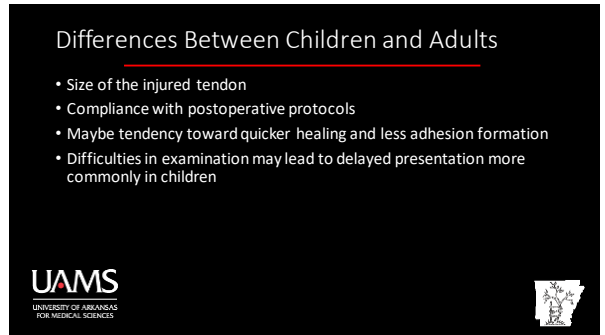 Differences Between Children and Adults
• Size of the injured tendon
• Compliance with postoperative protocols
• Maybe tendency toward quicker healing and less adhesion formation
• Difficulties in examination may lead to delayed presentation more
commonly in children
UAMS
UNIVERSITY OF ARKANSAS
FOR MEDICAL SCIENCES